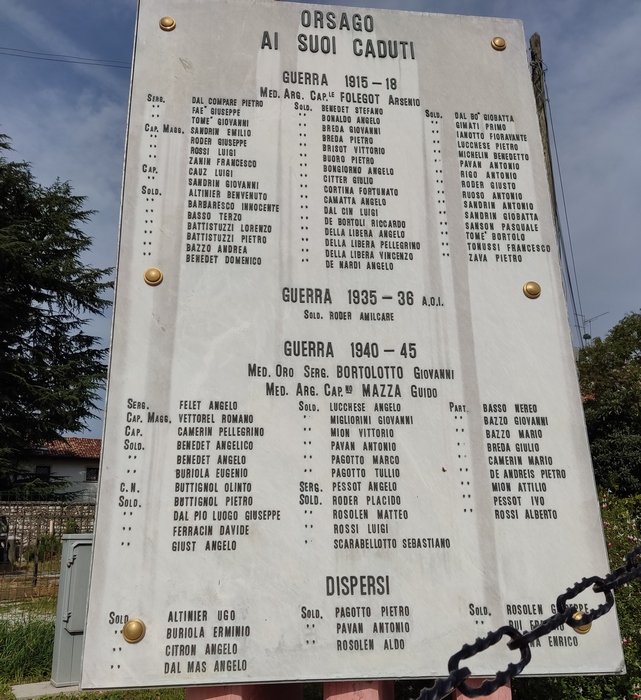 ORSAGO
AI SUOI CADUTI
GUERRA 1915-18
MED. ARG. CAP.LE FOLEGOT ARSENIO
SERG. DAL COMPARE PIETRO
" FAE' GIUSEPPE
" TOME' GIOVANNI
CAP. MAGG. SANDRIN EMILIO
" RODER GIUSEPPE
" ROSSI LUIGI
" ZANIN FRANCESCO
CAP. CAUZ LUIGI
" SANDRIN GIOVANNI
SOLD. ALTINIER BENVENUTO
" BARBARESCO INNOCENTE
" BASSO TERZO
" BATTISTUZZI LORENZO
" BATTISTUZZI PIETRO
" BAZZO ANDREA
" BENEDET DOMENICO
SOLD. BENEDET STEFANO
" BONALDO ANGELO
" BREDA GIOVANNI
" BREDA PIETRO
" BRISOT VITTORIO
" BUORO PIETRO
" BONGIORNO ANGELO
" CITTER GIULIO
" CORTINA FORTUNATO
" CAMATTA ANGELO
" DAL CIN LUIGI
" DE BORTOLI RICCARDO
" DELLA LIBERA ANGELO
" DELLA LIBERA PELLEGRINO
" DELLA LIBERA VINCENZO
" DE NARDI ANGELO
SOLD. DAL BO' GIOBATTA
" GIMATI PRIMO
" IANOTTO FIORAVANTE
" LUCCHESE PIETRO
" MICHELIN BENEDETTO
" PAVAN ANTONIO
" RIGO ANTONIO
" RODER GIUSTO
" RUOSO ANTONIO
" SANDRIN ANTONIO
" SANDRIN GIOBATTA
" SANSON PASQUALE
" TOME' BORTOLO
" TONUSSI FRANCESCO
" ZAVA PIETRO
GUERRA 1935-36 A.O.I.
SOLD. RODER AMILCARE
GUERRA 1940-45
MED. ORO SERG. BORTOLOTTO GIOVANNI
MED. ARG. CAP.NO MAZZA GUIDO
SERG. FELET ANGELO
CAP. MAGG. VETTOREL ROMANO
CAP. CAMERIN PELLEGRINO
SOLD. BENEDET ANGELICO
" BENEDET ANGELO
" BURIOLA EUGENIO
C.N. BUTTIGNOL OLINTO
SOLD. BUTTIGNOL PIETRO
" DAL PIO LUOGO GIUSEPPE
" FERRACIN DAVIDE
" GIUST ANGELO
SOLD. LUCCHESE ANGELO
" MIGLIORINI GIOVANNI
" MION VITTORIO
" PAVAN ANTONIO
" PAGOTTO MARCO
" PAGOTTO TULLIO
SERG. PESSOT ANGELO
SOLD. RODER PLACIDO
" ROSOLEN MATTEO
" ROSSI LUIGI
" SCARABELLOTTO SEBASTIANO
PART. BASSO NEREO
" BAZZO GIOVANNI
" BAZZO MARIO
" BREDA GIULIO
" CAMERIN MARIO
" DE ANDREIS PIETRO
" MION ATTILIO
" PESSOT IVO
" ROSSI ALBERTO
DISPERSI
SOLD. ALTINIER UGO
" BURIOLA ERMINIO
" CITRON ANGELO
" DAL MAS ANGELO
SOLD. PAGOTTO PIETRO
" PAVAN ANTONIO
" ROSOLEN ALDO
SOLD. ROSOLEN
" RUI
" ENRICO